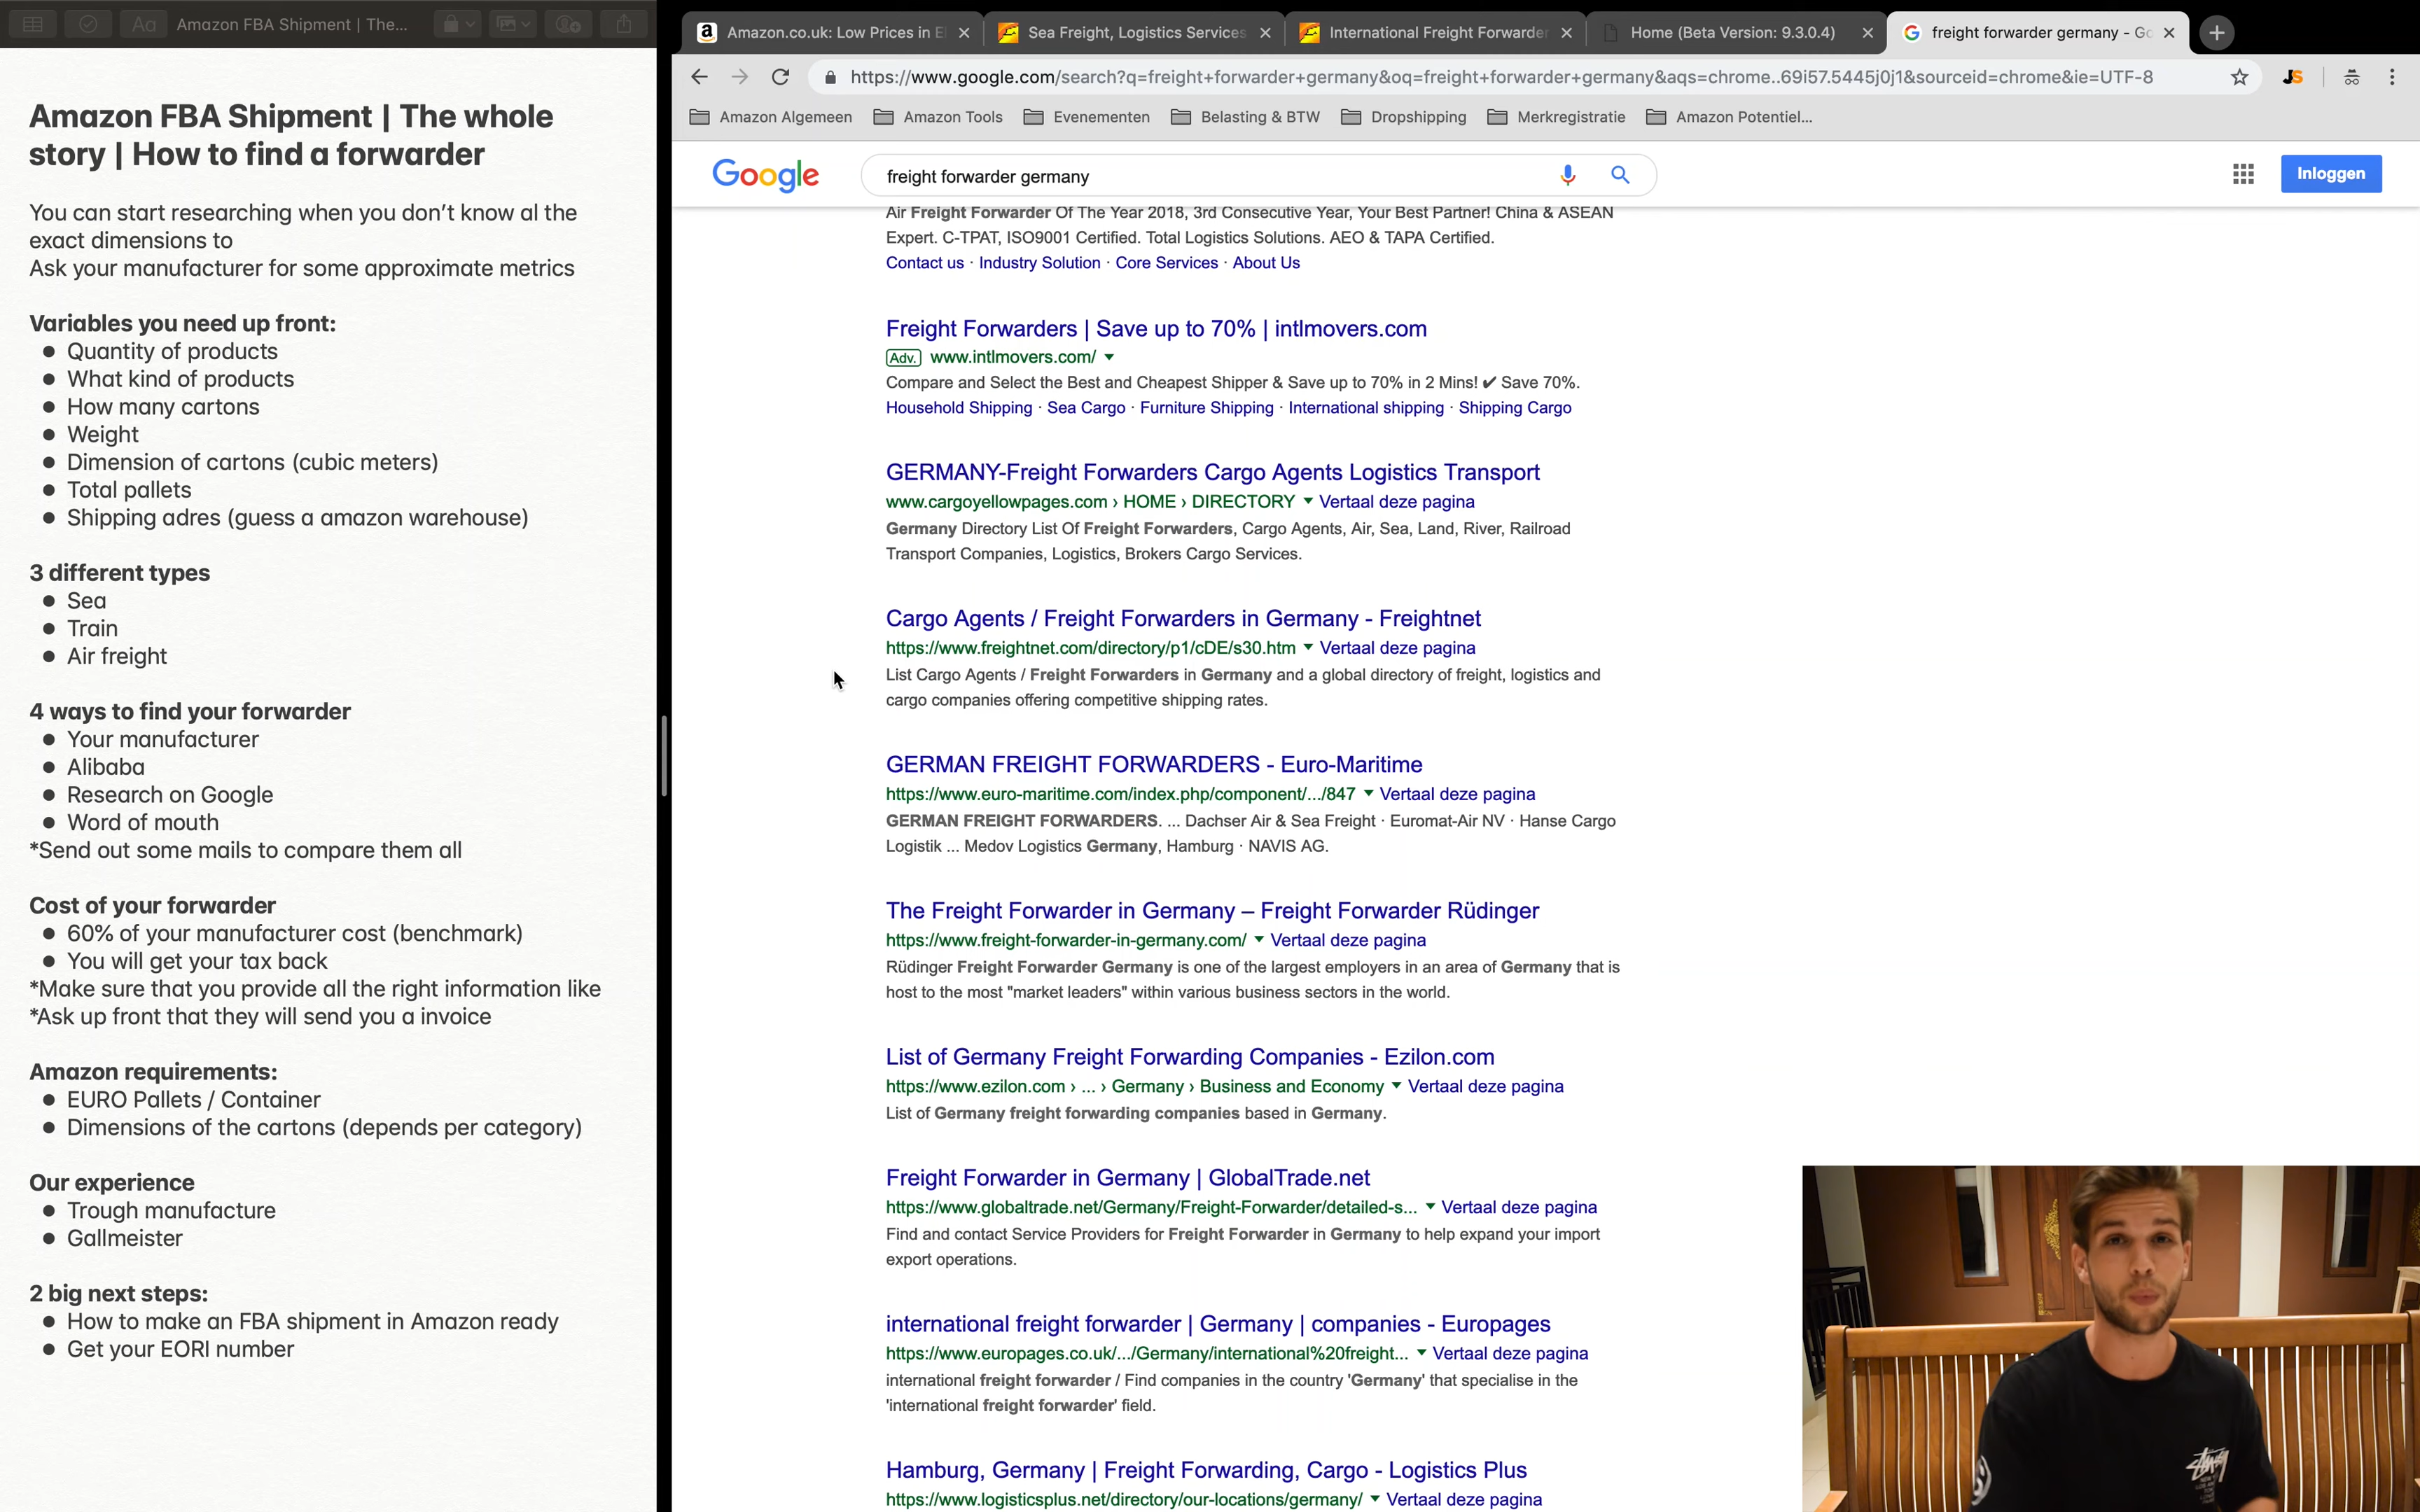 Aa
Amazon FBA Shipment | The...
Amazon FBA Shipment | The whole
story | How to find a forwarder
You can start researching when you don't know al the
exact dimensions to
Ask your manufacturer for some approximate metrics
Variables you need up front:
● Quantity of products
● What kind of products
● How many cartons
● Weight
● Dimension of cartons (cubic meters)
● Total pallets
● Shipping adres (guess a amazon warehouse)
3 different types
● Sea
● Train
● Air freight
4 ways to find your forwarder
● Your manufacturer
● Alibaba
● Research on Google
● Word of mouth
*Send out some mails to compare them all
Cost of your forwarder
● 60% of your manufacturer cost (benchmark)
● You will get your tax back
*Make sure that you provide all the right information like
*Ask up front that they will send you a invoice
Amazon requirements:
● EURO Pallets / Container
● Dimensions of the cartons (depends per category)
Our experience
● Trough manufacture
● Gallmeister
2 big next steps:
● How to make an FBA shipment in Amazon ready
● Get your EORI number
Amazon.co.uk: Low Prices in El
Sea Freight, Logistics Services
International Freight Forwarder
Home (Beta Version: 9.3.0.4)
freight forwarder germany - Go
https://www.google.com/search?q=freight+forwarder+germany&oq=freight+forwarder+germany&aqs=chrome..69i57.5445j0j1&sourceid=chrome&ie=UTF-8
JS
Amazon Algemeen
Amazon Tools
Evenementen
Belasting & BTW
Dropshipping
Merkregistratie
Amazon Potentiel...
Google
freight forwarder germany
Inloggen
Air Freight Forwarder Of The Year 2018, 3rd Consecutive Year, Your Best Partner! China & ASEAN
Expert. C-TPAT, ISO9001 Certified. Total Logistics Solutions. AEO & TAPA Certified.
Contact us · Industry Solution · Core Services · About Us
Freight Forwarders | Save up to 70% | intlmovers.com
Adv. www.intlmovers.com/
Compare and Select the Best and Cheapest Shipper & Save up to 70% in 2 Mins! ✔ Save 70%.
Household Shipping · Sea Cargo · Furniture Shipping · International shipping · Shipping Cargo
GERMANY-Freight Forwarders Cargo Agents Logistics Transport
www.cargoyellowpages.com › HOME › DIRECTORY ▾ Vertaal deze pagina
Germany Directory List Of Freight Forwarders, Cargo Agents, Air, Sea, Land, River, Railroad
Transport Companies, Logistics, Brokers Cargo Services.
Cargo Agents / Freight Forwarders in Germany - Freightnet
https://www.freightnet.com/directory/p1/cDE/s30.htm ▾ Vertaal deze pagina
List Cargo Agents / Freight Forwarders in Germany and a global directory of freight, logistics and
cargo companies offering competitive shipping rates.
GERMAN FREIGHT FORWARDERS - Euro-Maritime
https://www.euro-maritime.com/index.php/component/.../847 ▾ Vertaal deze pagina
GERMAN FREIGHT FORWARDERS. ... Dachser Air & Sea Freight · Euromat-Air NV · Hanse Cargo
Logistik ... Medov Logistics Germany, Hamburg · NAVIS AG.
The Freight Forwarder in Germany – Freight Forwarder Rüdinger
https://www.freight-forwarder-in-germany.com/ ▾ Vertaal deze pagina
Rüdinger Freight Forwarder Germany is one of the largest employers in an area of Germany that is
host to the most "market leaders" within various business sectors in the world.
List of Germany Freight Forwarding Companies - Ezilon.com
https://www.ezilon.com › ... › Germany › Business and Economy ▾ Vertaal deze pagina
List of Germany freight forwarding companies based in Germany.
Freight Forwarder in Germany | GlobalTrade.net
https://www.globaltrade.net/Germany/Freight-Forwarder/detailed-s... ▾ Vertaal deze pagina
Find and contact Service Providers for Freight Forwarder in Germany to help expand your import
export operations.
international freight forwarder | Germany | companies - Europages
https://www.europages.co.uk/.../Germany/international%20freight... ▾ Vertaal deze pagina
international freight forwarder / Find companies in the country 'Germany' that specialise in the
'international freight forwarder' field.
Hamburg, Germany | Freight Forwarding, Cargo - Logistics Plus
https://www.logisticsplus.net/directory/our-locations/germany/ ▾ Vertaal deze pagina